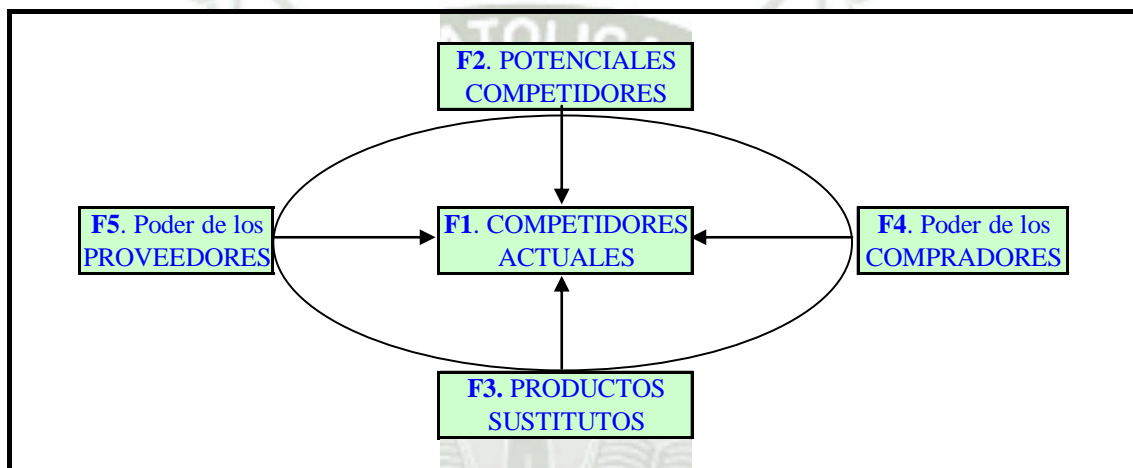 ATOLICA
F2. POTENCIALES
COMPETIDORES
F5. Poder de los
PROVEEDORES
F1. COMPETIDORES
ACTUALES
F4. Poder de los
COMPRADORES
F3. PRODUCTOS
SUSTITUTOS